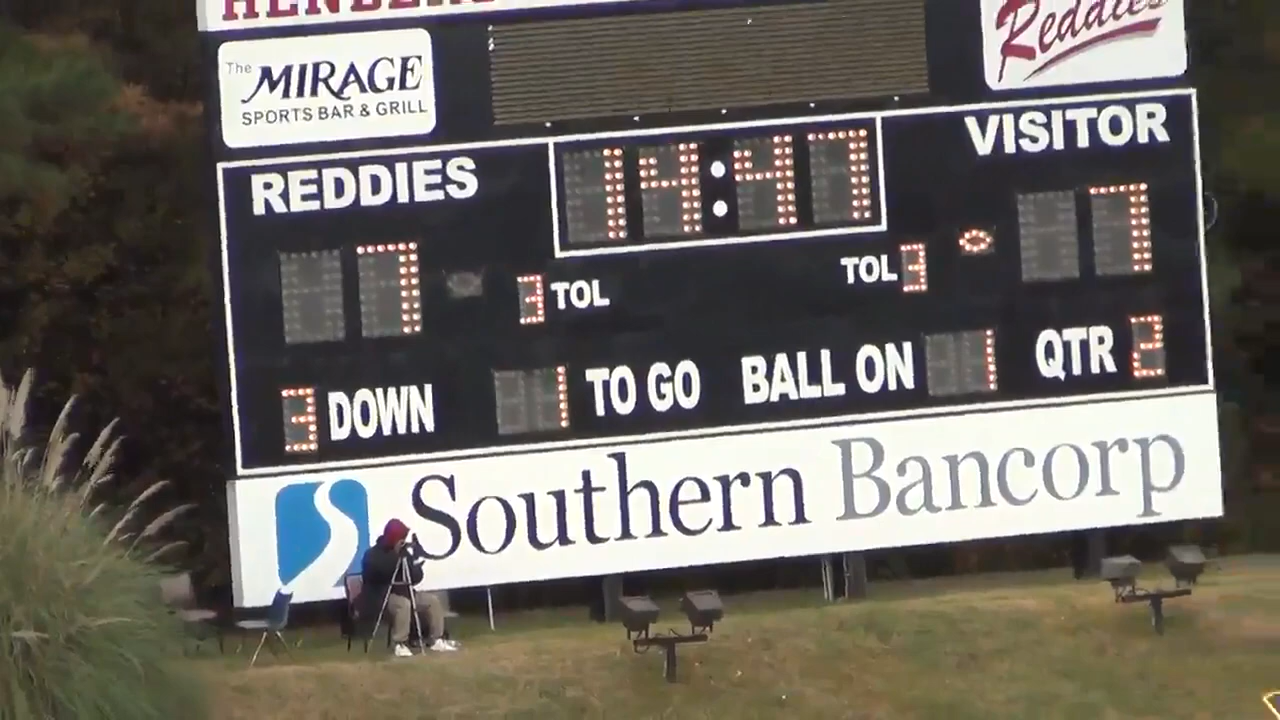 The
MIRAGE
SPORTS BAR & GRILL
Reddies
REDDIES
14:47
VISITOR
7
3 TOL
TOL 3
7
3 DOWN
1 TO GO
BALL ON 1
QTR 2
Southern Bancorp